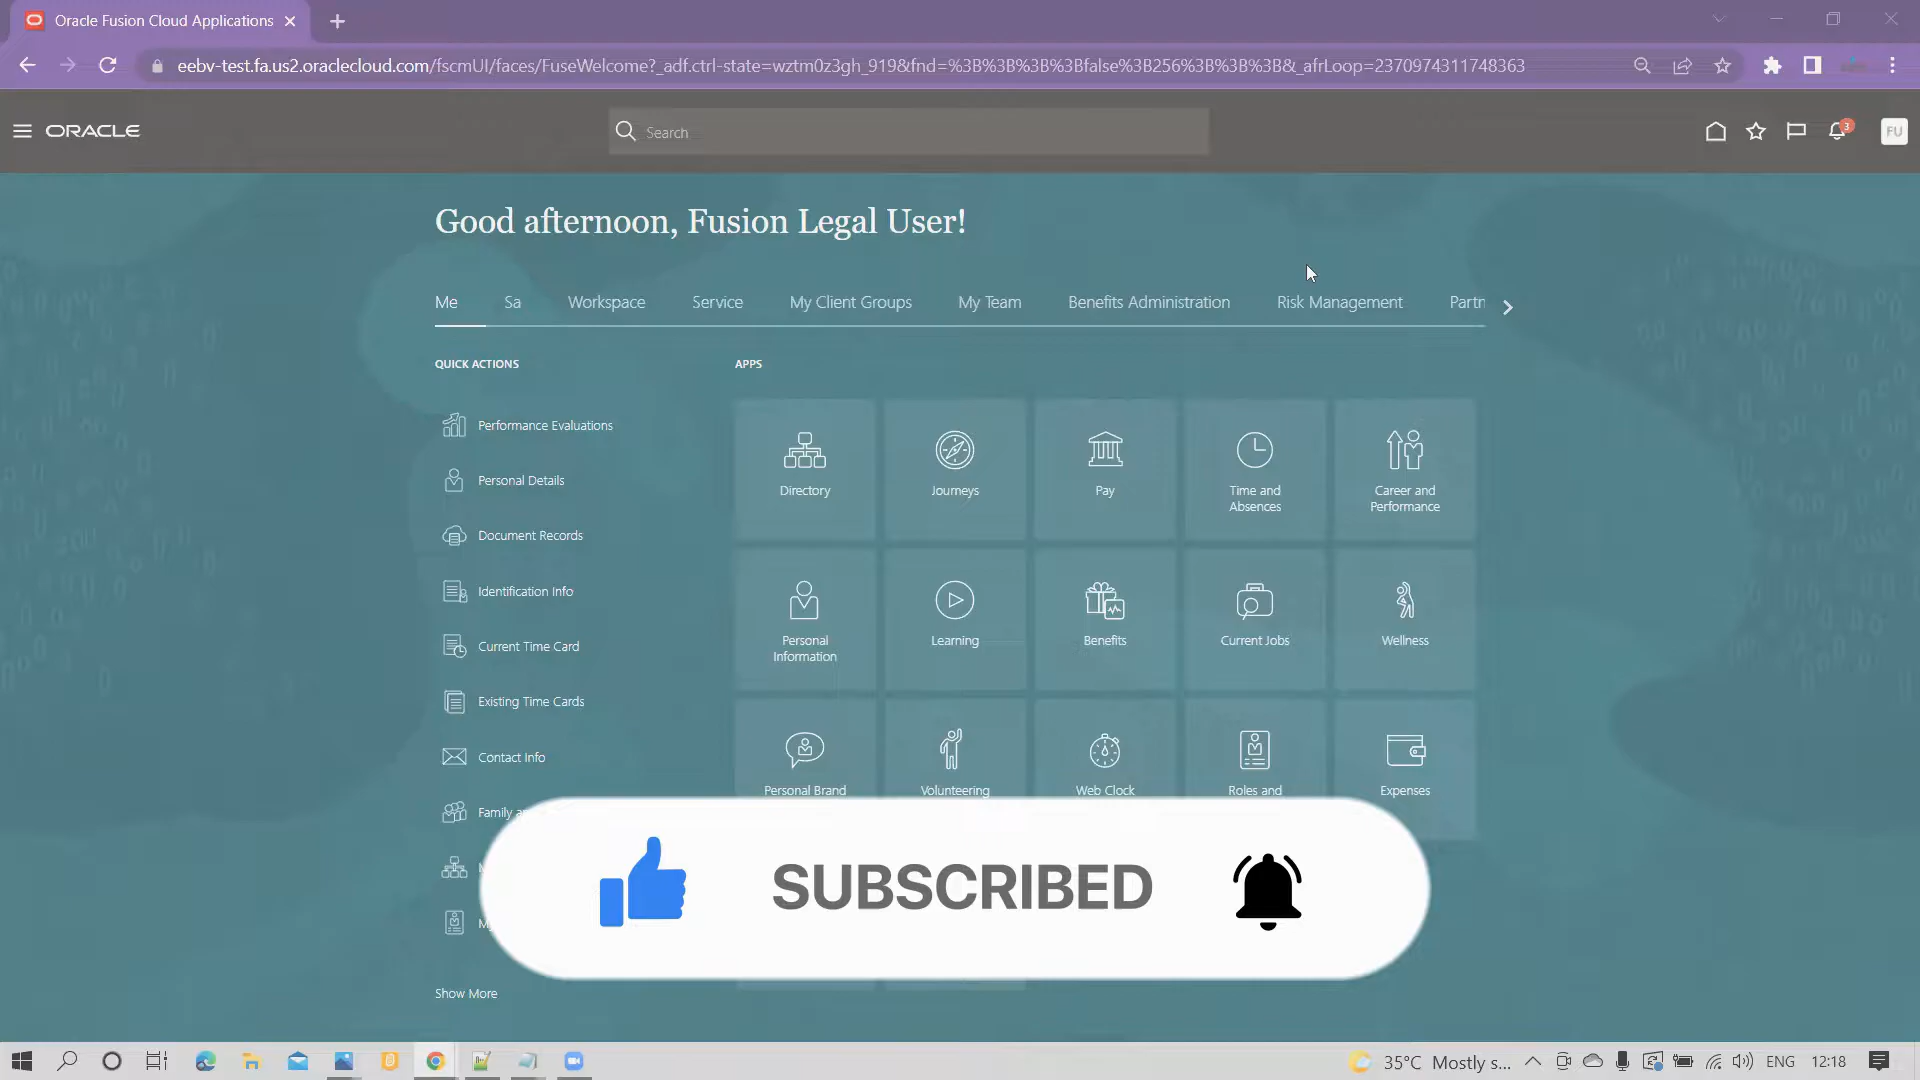 Oracle Fusion Cloud Applications
eebv-test.fa.us2.oraclecloud.com/fscmUI/faces/FuseWelcome?_adf.ctrl-state=wztm0z3gh_919&fnd=%3B%3B%3B%3Bfalse%3B256%3B%3B%3B&_afrLoop=2370974311748363
ORACLE
Search
3
FU
Good afternoon, Fusion Legal User!
Me Sa Workspace Service My Client Groups My Team Benefits Administration Risk Management Partn
QUICK ACTIONS
Performance Evaluations
Personal Details
Document Records
Identification Info
Current Time Card
Existing Time Cards
Contact Info
Family
Show More
APPS
Directory
Journeys
Pay
Time and
Absences
Career and
Performance
Personal
Information
Learning
Benefits
Current Jobs
Wellness
Personal Brand
Volunteering
Web Clock
Roles and
Expenses
SUBSCRIBED
35°C Mostly s...
ENG
12:18